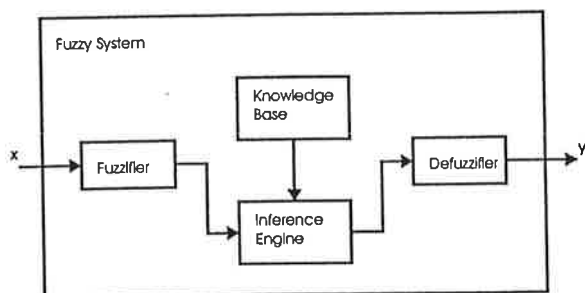 Fuzzy System
Knowledge
Base
x
Fuzzifier
Defuzzifier
y
Inference
Engine